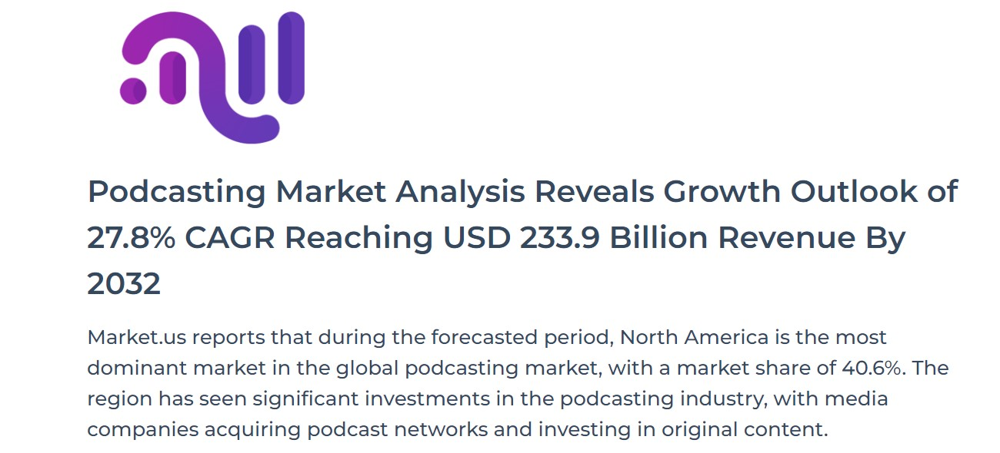 Podcasting Market Analysis Reveals Growth Outlook of
27.8% CAGR Reaching USD 233.9 Billion Revenue By
2032
Market.us reports that during the forecasted period, North America is the most
dominant market in the global podcasting market, with a market share of 40.6%. The
region has seen significant investments in the podcasting industry, with media
companies acquiring podcast networks and investing in original content.